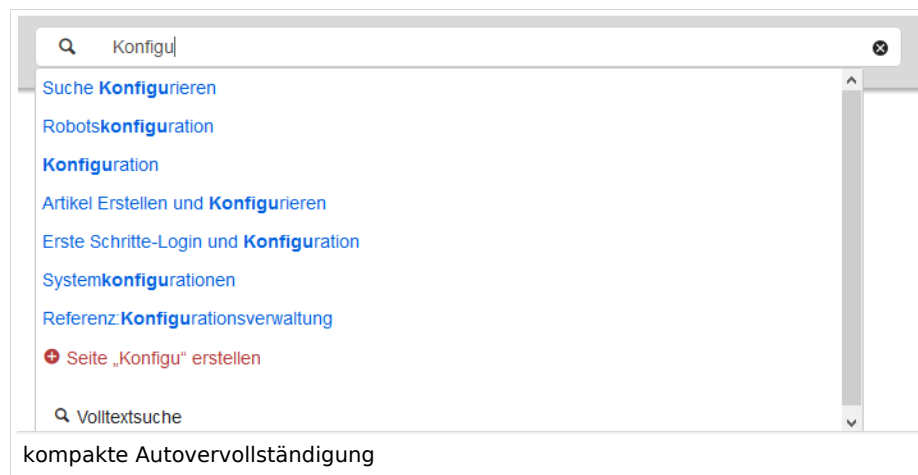 Konfigu
Suche Konfigurieren
Robotskonfiguration
Konfiguration
Artikel Erstellen und Konfigurieren
Erste Schritte-Login und Konfiguration
Systemkonfigurationen
Referenz:Konfigurationsverwaltung
Seite „Konfigu“ erstellen
Volltextsuche
kompakte Autovervollständigung